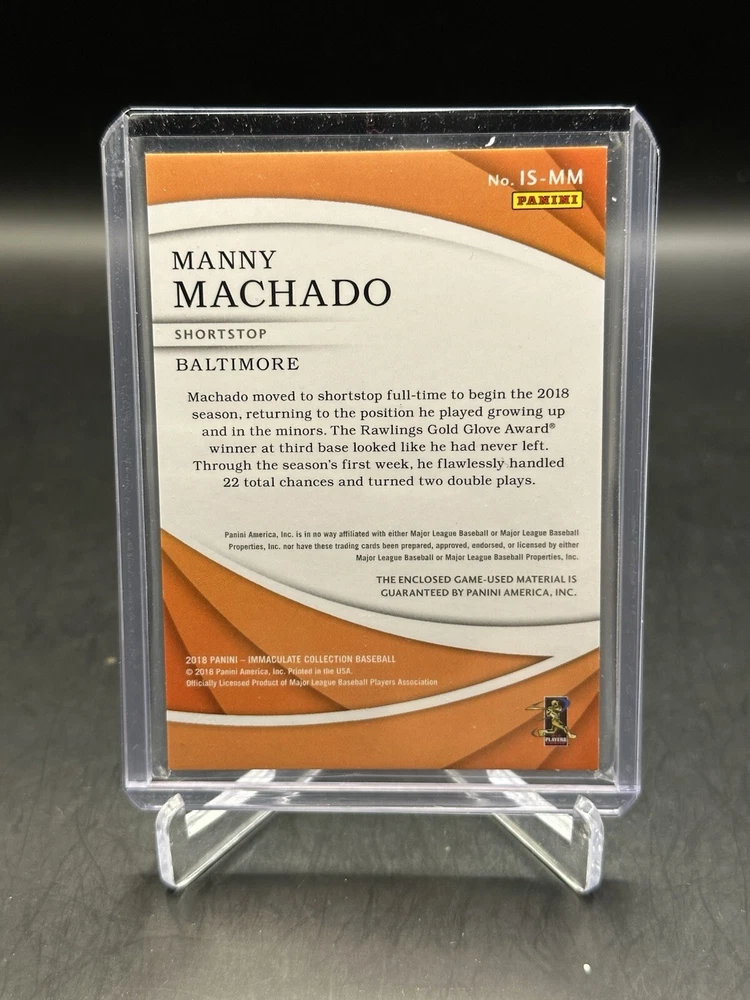 No. IS-MM
PANINI
MANNY
MACHADO
SHORTSTOP
BALTIMORE
Machado moved to shortstop full-time to begin the 2018
season, returning to the position he played growing up
and in the minors. The Rawlings Gold Glove Award®
winner at third base looked like he had never left.
Through the season's first week, he flawlessly handled
22 total chances and turned two double plays.
Panini America, Inc. is in no way affiliated with either Major League Baseball or Major League Baseball
Properties, Inc. nor have these trading cards been prepared, approved, endorsed, or licensed by either
Major League Baseball or Major League Baseball Properties, Inc.
THE ENCLOSED GAME-USED MATERIAL IS
GUARANTEED BY PANINI AMERICA, INC.
2018 PANINI – IMMACULATE COLLECTION BASEBALL
© 2018 Panini America, Inc. Printed in the USA.
Officially Licensed Product of Major League Baseball Players Association
PLAYERS